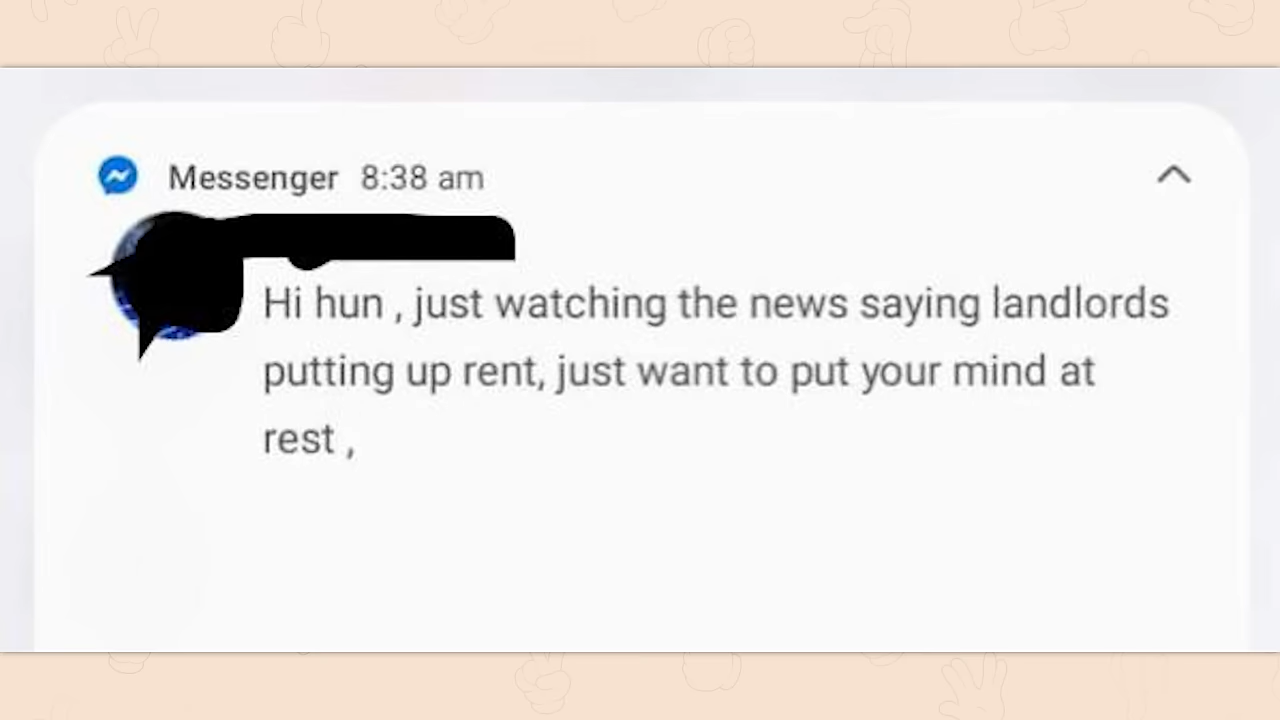 Messenger 8:38 am
Hi hun , just watching the news saying landlords
putting up rent, just want to put your mind at
rest ,